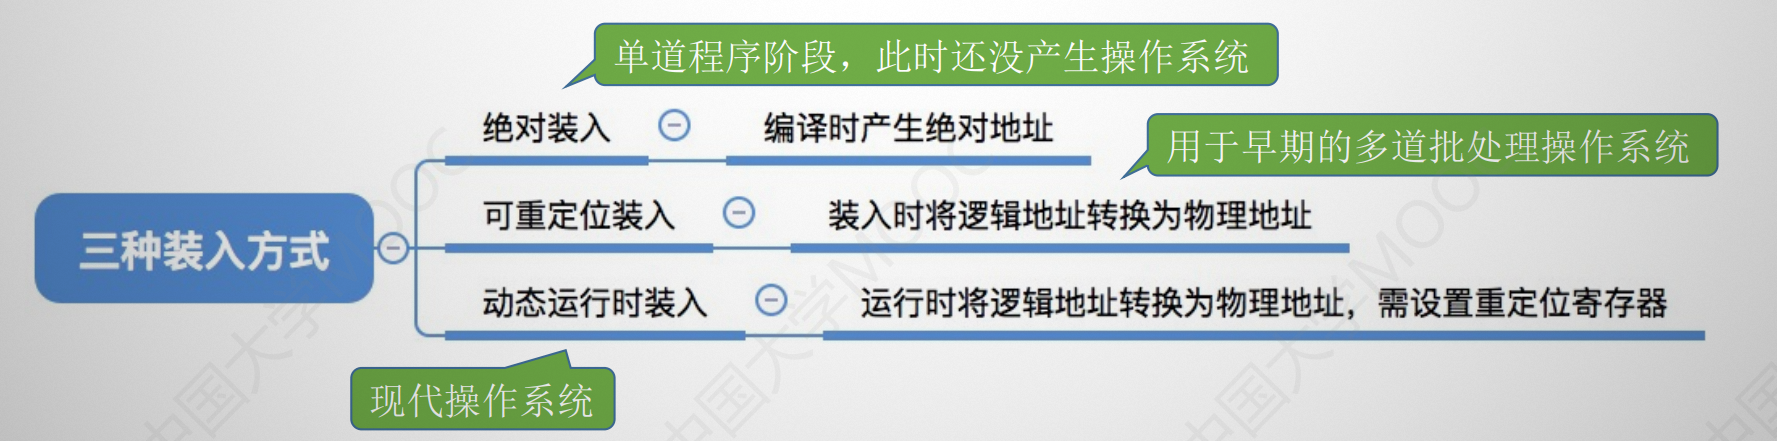 单道程序阶段，此时还没产生操作系统
绝对装入
编译时产生绝对地址
用于早期的多道批处理操作系统
三种装入方式
可重定位装入
装入时将逻辑地址转换为物理地址
动态运行时装入
运行时将逻辑地址转换为物理地址，需设置重定位寄存器
现代操作系统
中国大学MOOC
中国大学MOOC
中国大学MOOC